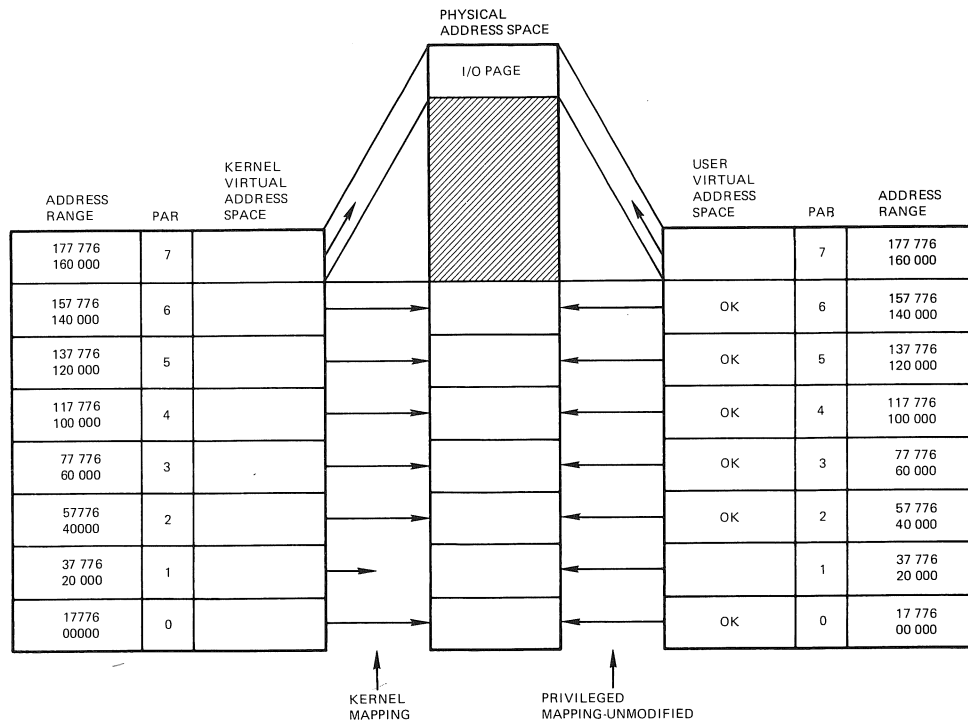 PHYSICAL
ADDRESS SPACE
I/O PAGE
KERNEL
VIRTUAL
ADDRESS
SPACE
ADDRESS
RANGE
PAR
USER
VIRTUAL
ADDRESS
SPACE
PAR
ADDRESS
RANGE
177 776
160 000
7
7
177 776
160 000
157 776
140 000
6
OK
6
157 776
140 000
137 776
120 000
5
OK
5
137 776
120 000
117 776
100 000
4
OK
4
117 776
100 000
77 776
60 000
3
OK
3
77 776
60 000
57776
40000
2
OK
2
57 776
40 000
37 776
20 000
1
1
37 776
20 000
17776
00000
0
OK
0
17 776
00 000
KERNEL
MAPPING
PRIVILEGED
MAPPING-UNMODIFIED